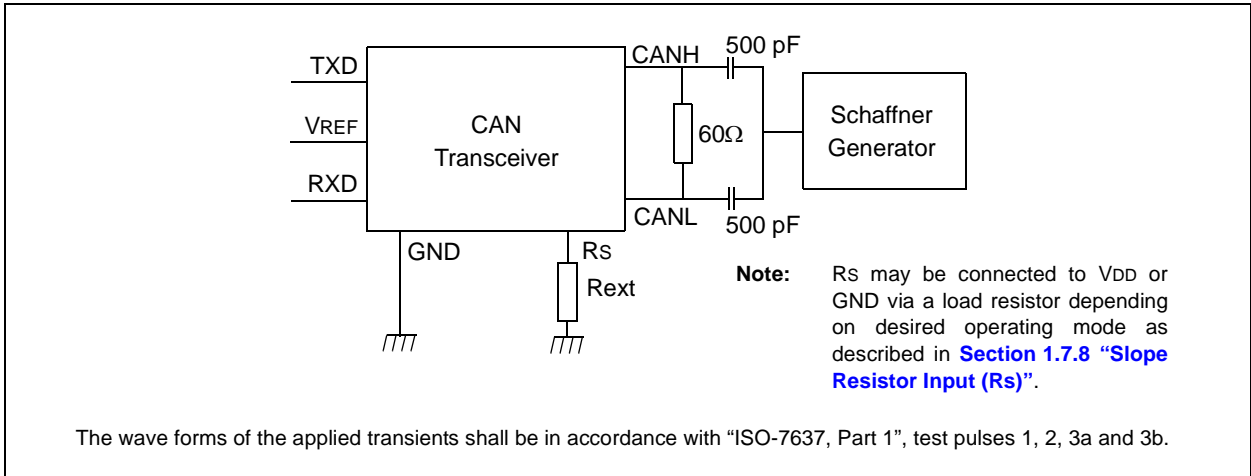 TXD
VREF
RXD
CAN
Transceiver
CANH
500 pF
60Ω
CANL
500 pF
Schaffner
Generator
GND
RS
Rext
Note: RS may be connected to VDD or
GND via a load resistor depending
on desired operating mode as
described in Section 1.7.8 “Slope
Resistor Input (Rs)”.
The wave forms of the applied transients shall be in accordance with “ISO-7637, Part 1”, test pulses 1, 2, 3a and 3b.